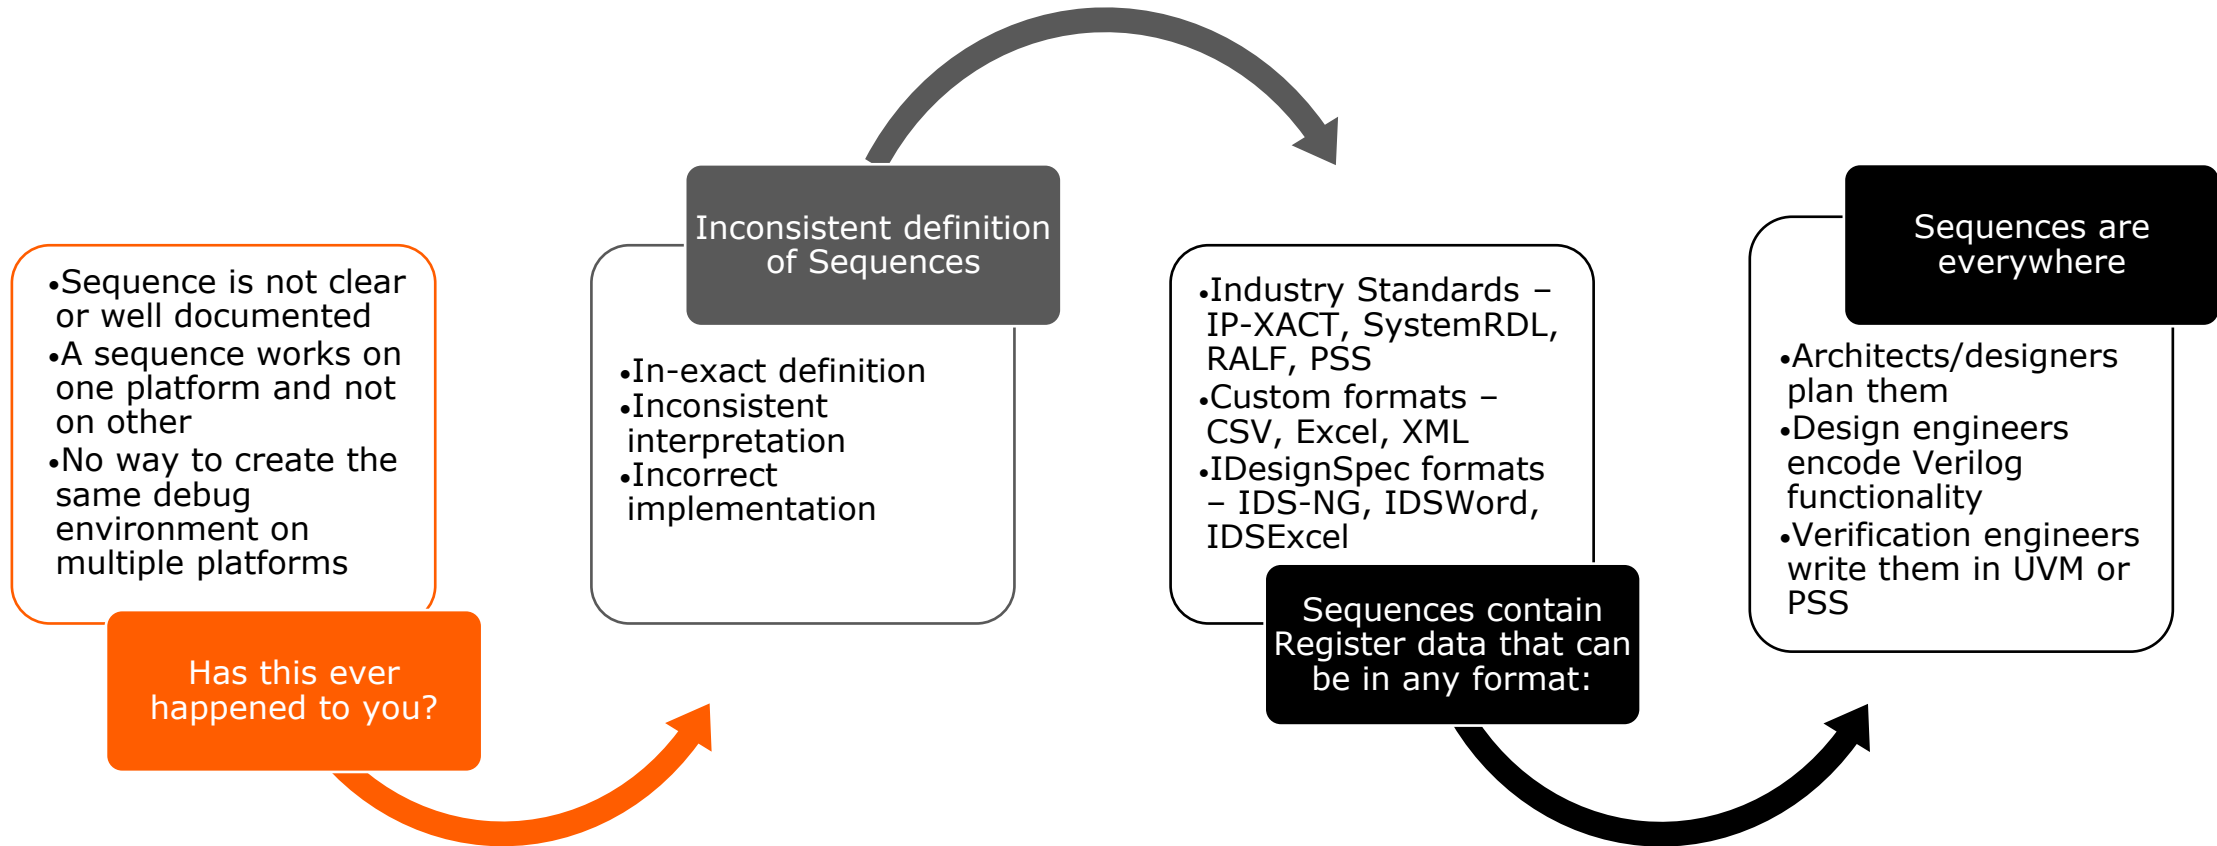 •Sequence is not clear
or well documented
•A sequence works on
one platform and not
on other
•No way to create the
same debug
environment on
multiple platforms
Has this ever
happened to you?
Inconsistent definition
of Sequences
•In-exact definition
•Inconsistent
interpretation
•Incorrect
implementation
•Industry Standards –
IP-XACT, SystemRDL,
RALF, PSS
•Custom formats –
CSV, Excel, XML
•IDesignSpec formats
– IDS-NG, IDSWord,
IDSExcel
Sequences contain
Register data that can
be in any format:
Sequences are
everywhere
•Architects/designers
plan them
•Design engineers
encode Verilog
functionality
•Verification engineers
write them in UVM or
PSS